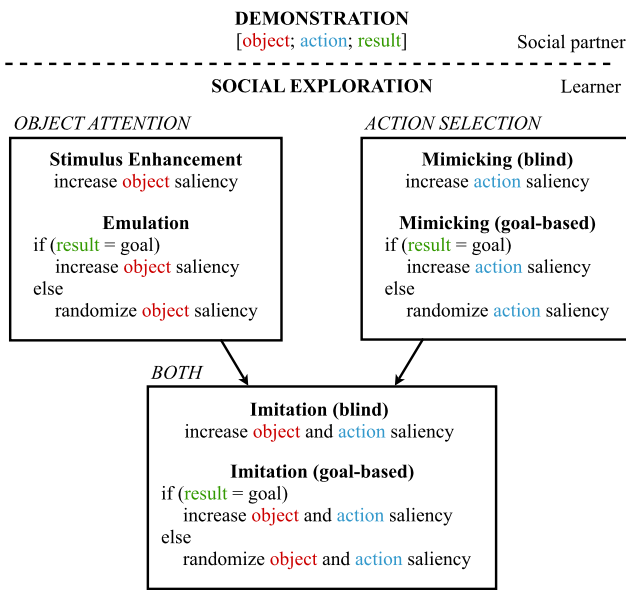 DEMONSTRATION
[object; action; result]
Social partner
SOCIAL EXPLORATION
Learner
OBJECT ATTENTION
Stimulus Enhancement
increase object saliency
Emulation
if (result = goal)
increase object saliency
else
randomize object saliency
ACTION SELECTION
Mimicking (blind)
increase action saliency
Mimicking (goal-based)
if (result = goal)
increase action saliency
else
randomize action saliency
BOTH
Imitation (blind)
increase object and action saliency
Imitation (goal-based)
if (result = goal)
increase object and action saliency
else
randomize object and action saliency